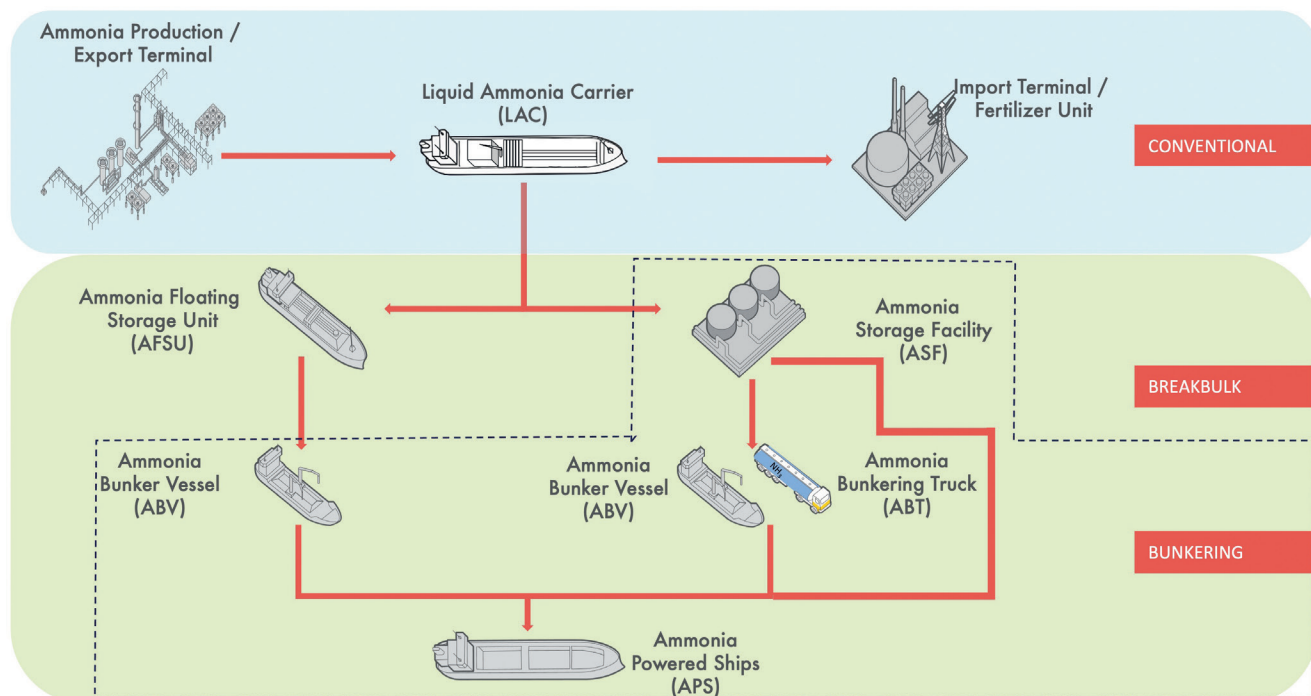 Ammonia Production /
Export Terminal
Liquid Ammonia Carrier
(LAC)
Import Terminal /
Fertilizer Unit
CONVENTIONAL
Ammonia Floating
Storage Unit
(AFSU)
Ammonia
Storage Facility
(ASF)
BREAKBULK
Ammonia
Bunker Vessel
(ABV)
Ammonia
Bunker Vessel
(ABV)
NH₃
Ammonia
Bunkering Truck
(ABT)
BUNKERING
Ammonia
Powered Ships
(APS)